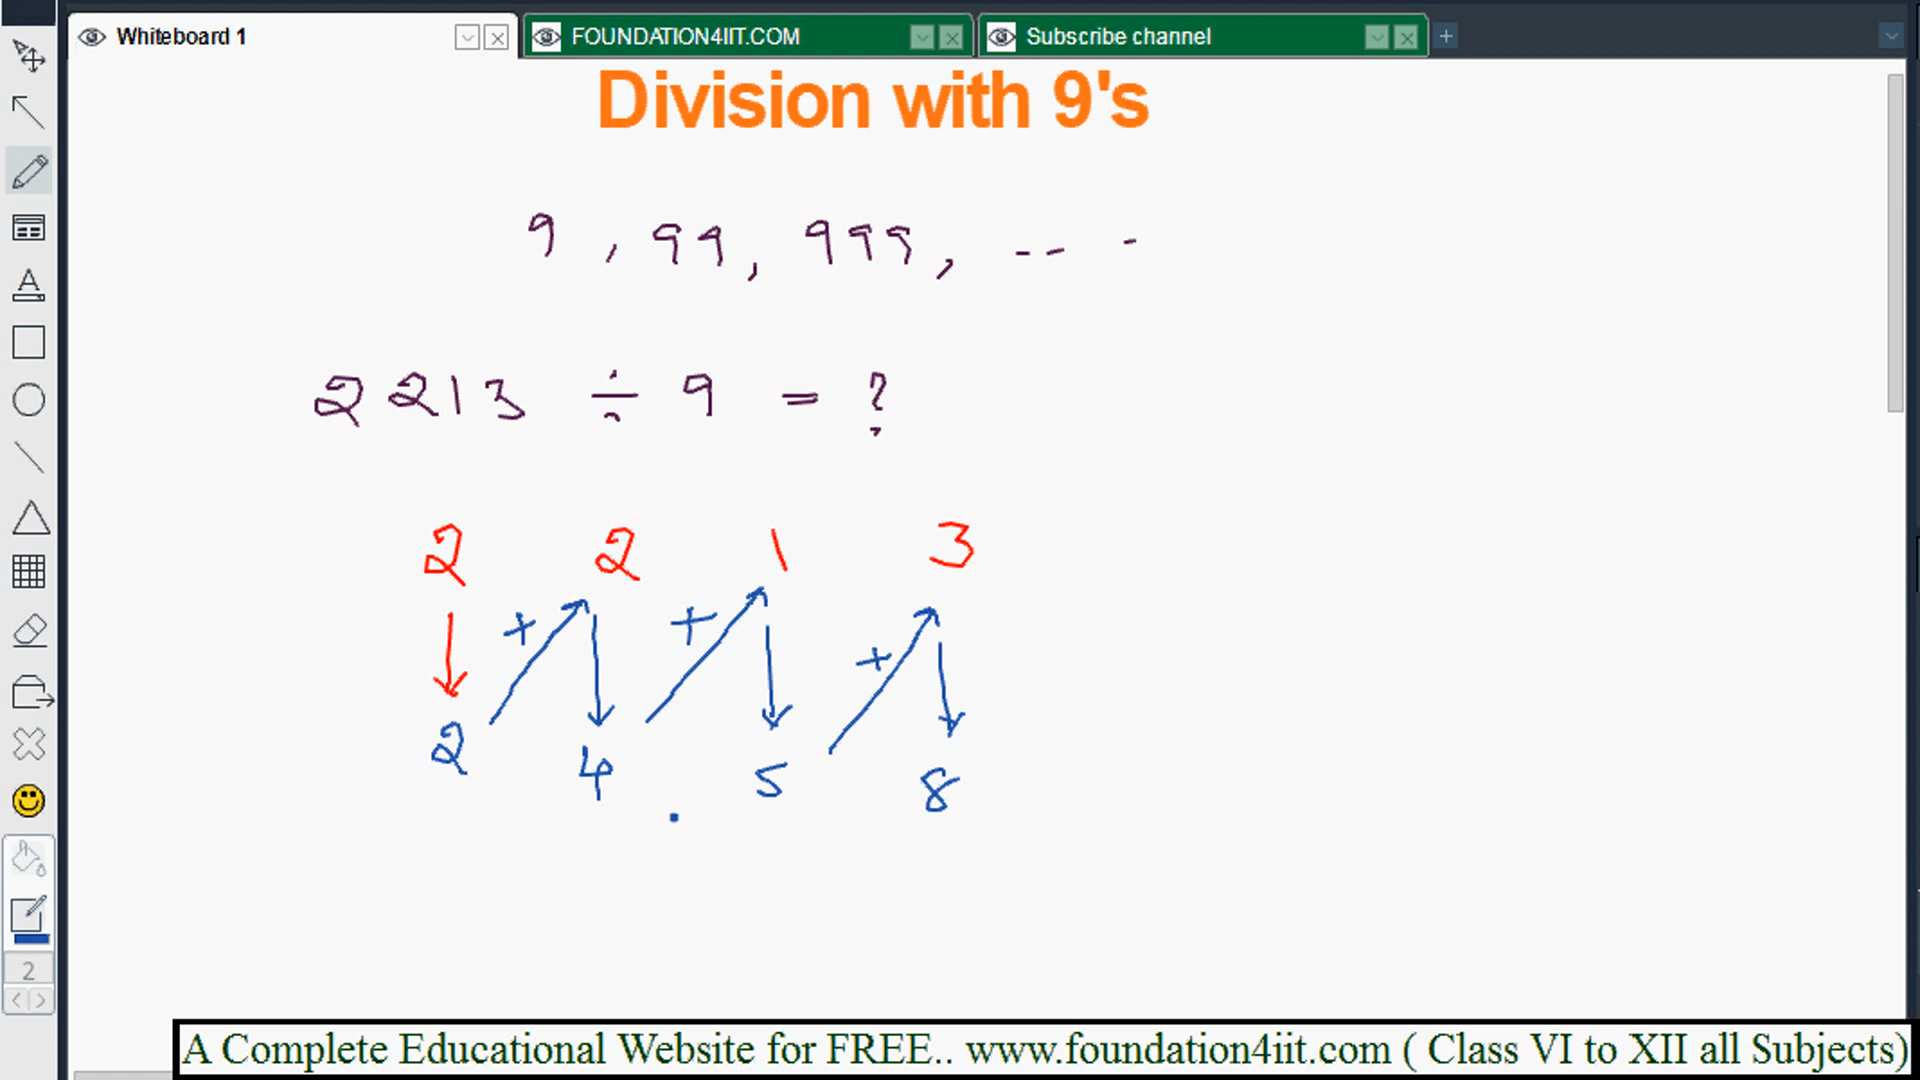 Whiteboard 1 FOUNDATION4IIT.COM Subscribe channel
Division with 9's
9 , 99, 999, -- -
2213 ÷ 9 = ?
2 2 1 3
+ + +
2 4 . 5 8
2
A Complete Educational Website for FREE.. www.foundation4iit.com ( Class VI to XII all Subjects)